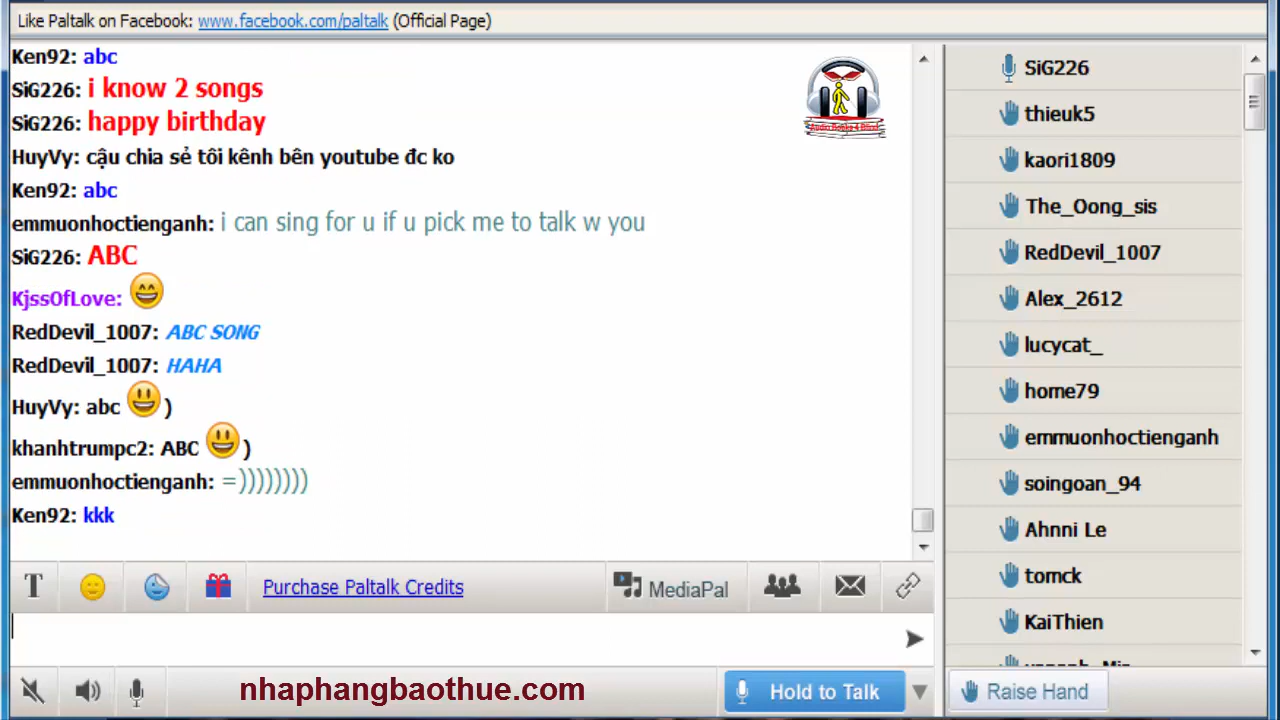 Like Paltalk on Facebook: www.facebook.com/paltalk (Official Page)
Ken92: abc
SiG226: i know 2 songs
SiG226: happy birthday
HuyVy: cậu chia sẻ tôi kênh bên youtube đc ko
Ken92: abc
emmuonhoctienganh: i can sing for u if u pick me to talk w you
SiG226: ABC
KjssOfLove:
RedDevil_1007: ABC SONG
RedDevil_1007: HAHA
HuyVy: abc )
khanhtrumpc2: ABC )
emmuonhoctienganh: =))))))))
Ken92: kkk
T
Purchase Paltalk Credits
MediaPal
nhaphangbaothue.com
Hold to Talk
Audio Books 4 Blind
SiG226
thieuk5
kaori1809
The_Oong_sis
RedDevil_1007
Alex_2612
lucycat_
home79
emmuonhoctienganh
soingoan_94
Ahnni Le
tomck
KaiThien
Raise Hand